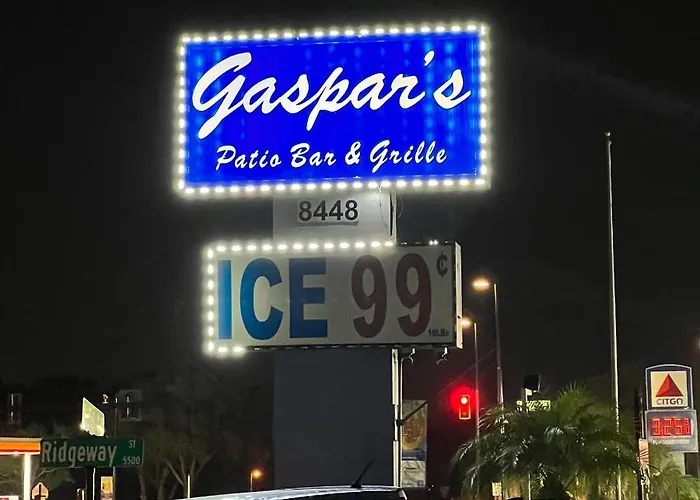 Gaspar's
Patio Bar & Grille
8448
ICE 99¢
10LBS
CITGO
Ridgeway ST
5500